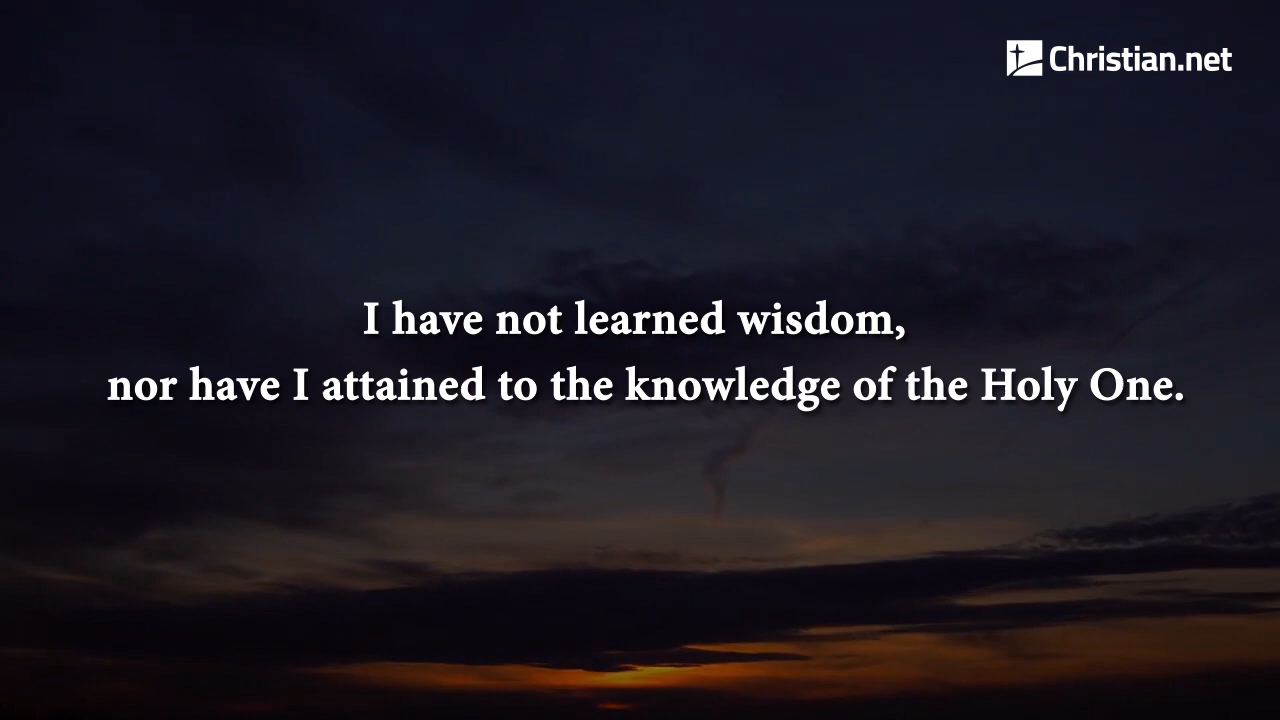 Christian.net
I have not learned wisdom,
nor have I attained to the knowledge of the Holy One.